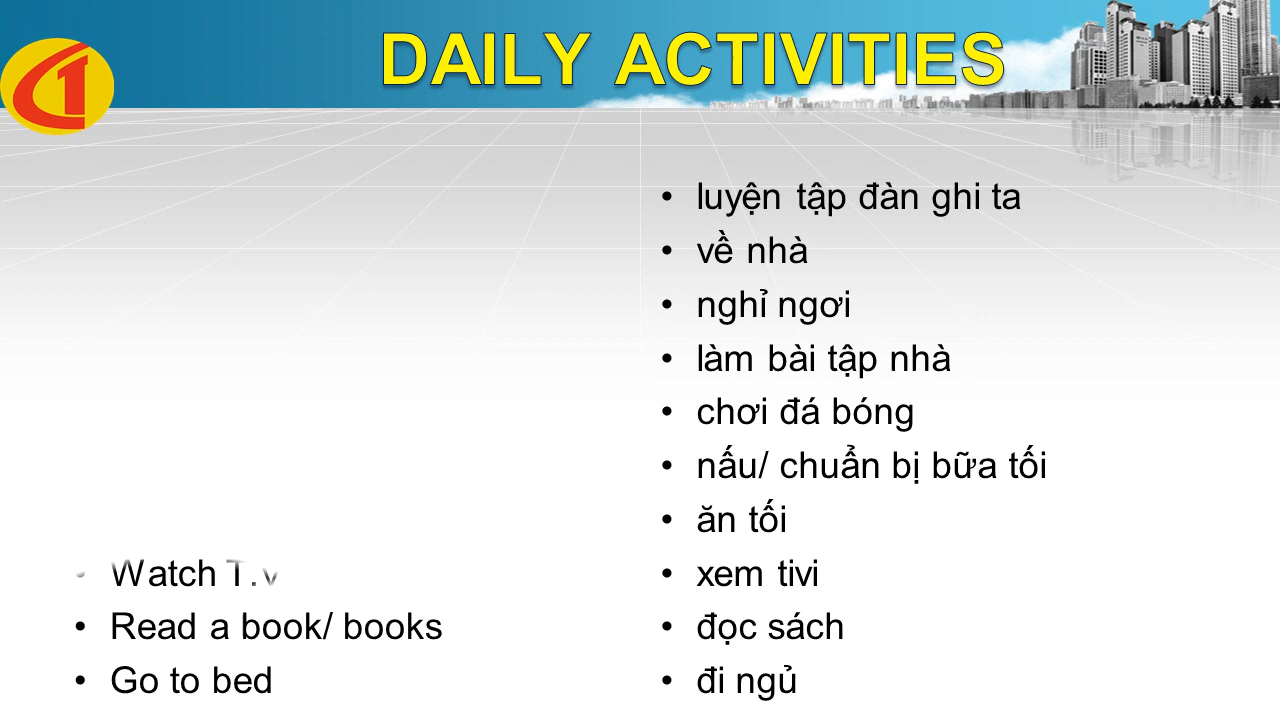 DAILY ACTIVITIES
• luyện tập đàn ghi ta
• về nhà
• nghỉ ngơi
• làm bài tập nhà
• chơi đá bóng
• nấu/ chuẩn bị bữa tối
• ăn tối
• Watch T.V
• xem tivi
• Read a book/ books
• đọc sách
• Go to bed
• đi ngủ